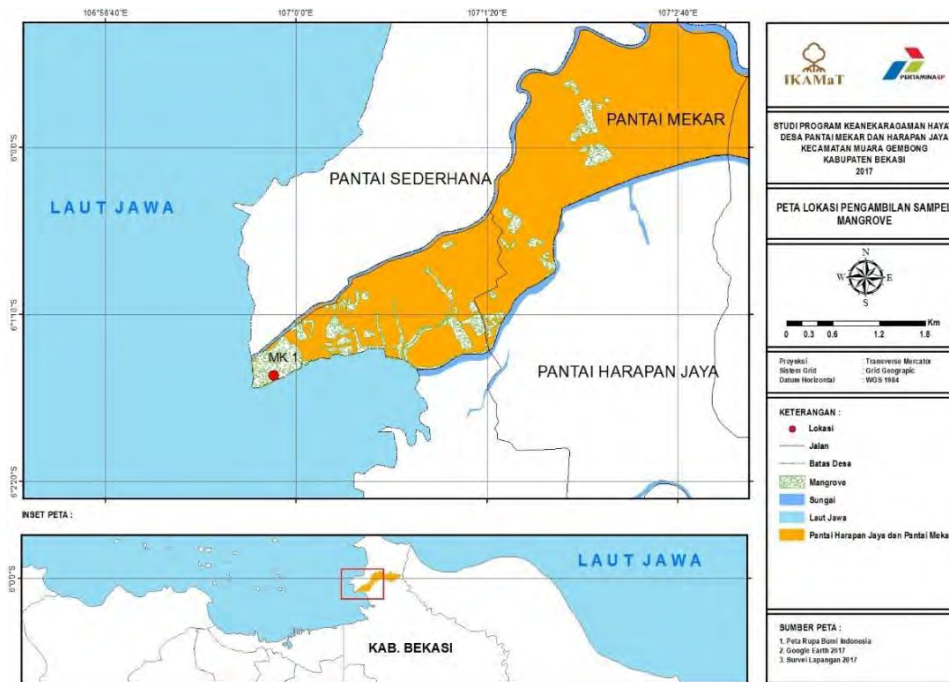 106°58'40"E 107°0'0"E 107°1'20"E 107°2'40"E
6°0'0"S
6°2'0"S
LAUT JAWA
PANTAI SEDERHANA
PANTAI MEKAR
MK 1
PANTAI HARAPAN JAYA
IKAMaT
PERTAMINA EP
STUDI PROGRAM KEANEKARAGAMAN HAYAT
DESA PANTAI MEKAR DAN HARAPAN JAYA
KECAMATAN MUARA GEMBONG
KABUPATEN BEKASI
2017
PETA LOKASI PENGAMBILAN SAMPEL
MANGROVE
N
W E
S
Km
0 0.3 0.6 1.2 1.8
Proyeksi : Transverse Mercator
Sistem Grid : Grid Geograpic
Datum Horizontal : WGS 1984
KETERANGAN :
Lokasi
Jalan
Batas Desa
Mangrove
Sungai
Laut Jawa
Pantai Harapan Jaya dan Pantai Meka
SUMBER PETA :
1. Peta Rupa Bumi Indonesia
2. Google Earth 2017
3. Survei Lapangan 2017
INSET PETA :
6°0'0"S
LAUT JAWA
KAB. BEKASI